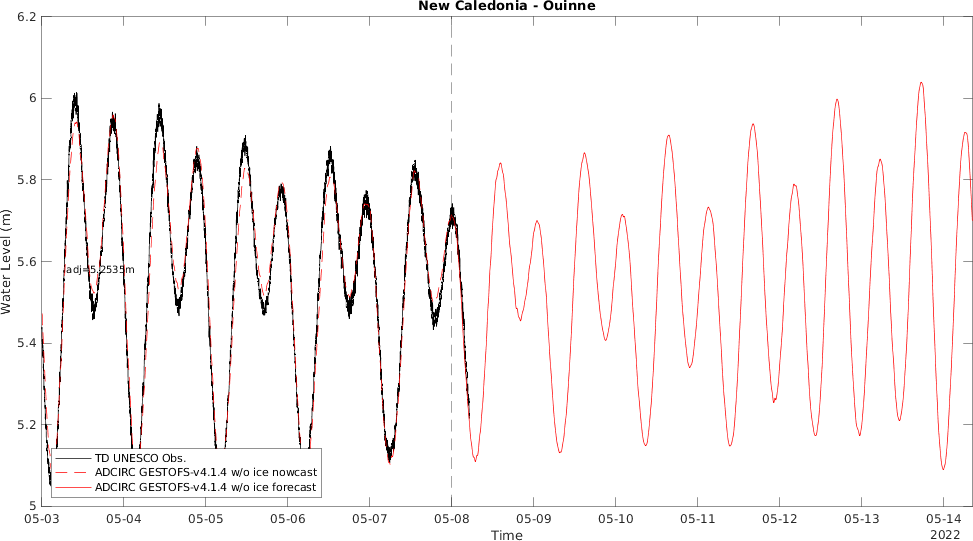 New Caledonia - Ouinne
6.2
6
5.8
5.6
5.4
5.2
5
Water Level (m)
adj=5.2535m
TD UNESCO Obs.
ADCIRC GESTOFS-v4.1.4 w/o ice nowcast
ADCIRC GESTOFS-v4.1.4 w/o ice forecast
05-03 05-04 05-05 05-06 05-07 05-08 05-09 05-10 05-11 05-12 05-13 05-14
Time
2022